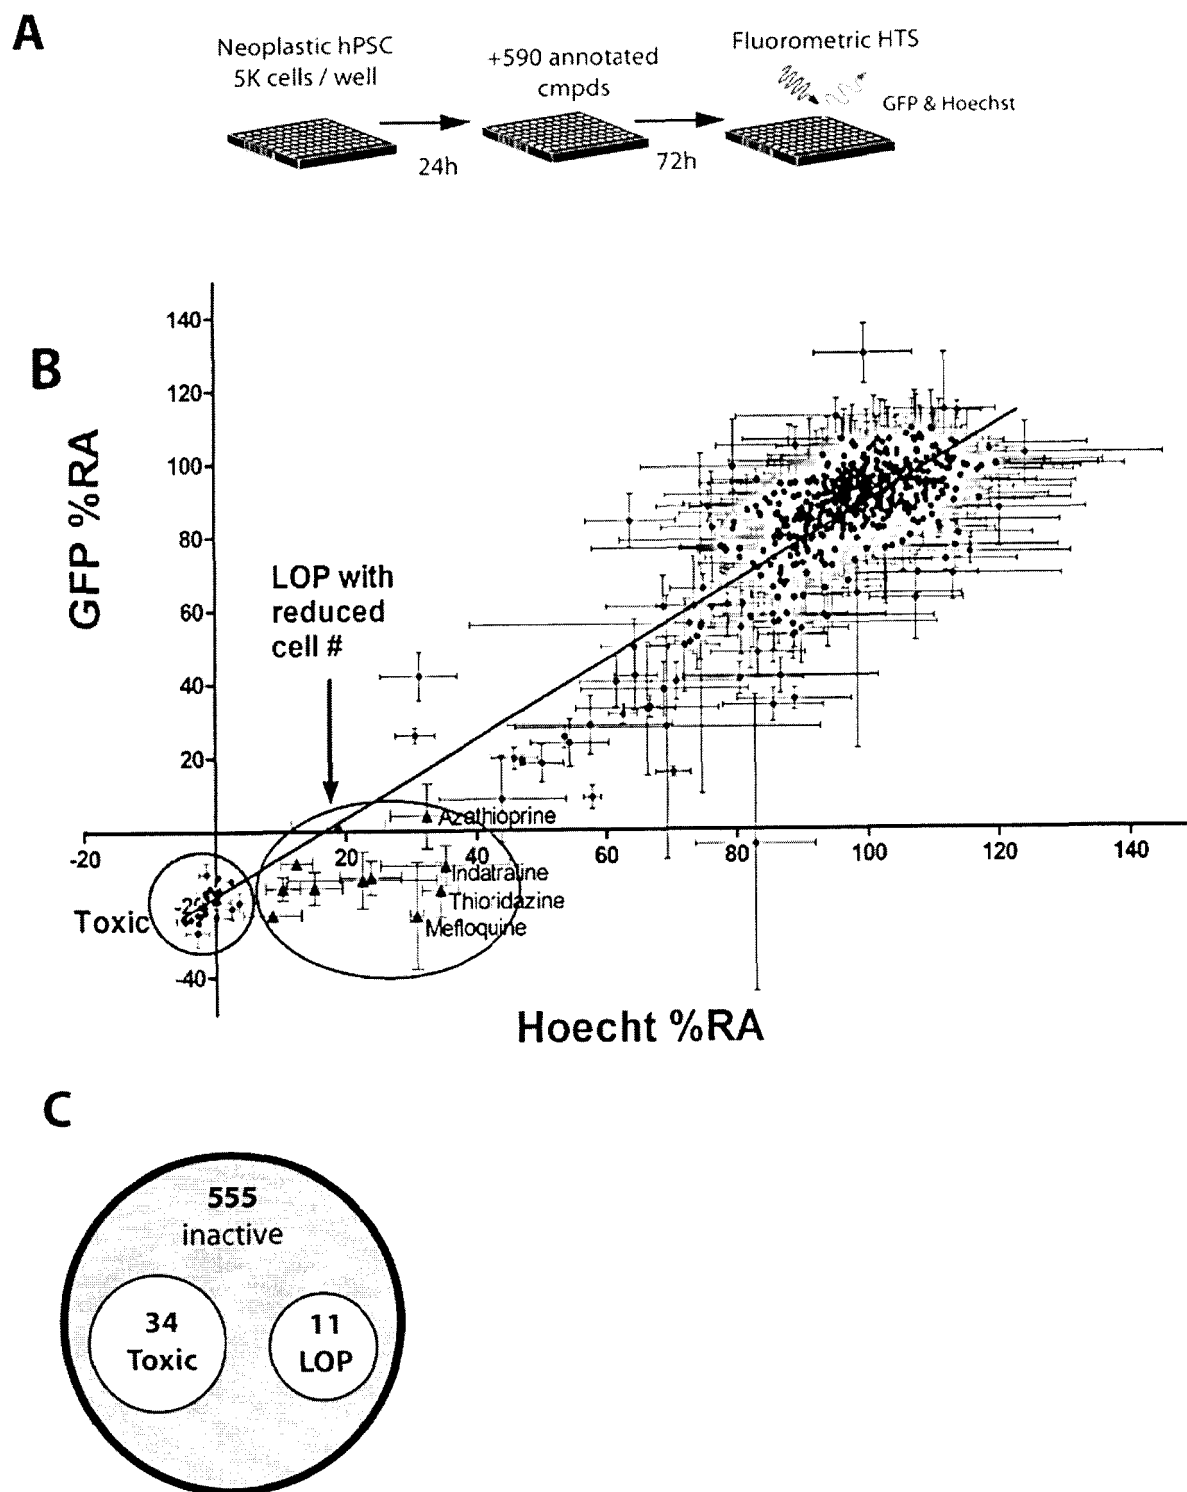 A
Neoplastic hPSC
5K cells / well
+590 annotated
cmpds
Fluorometric HTS
GFP & Hoechst
24h
72h
B
GFP %RA
140
120
100
80
60
40
20
-40
LOP with
reduced
cell #
Azathioprine
-20
20
40
60
80
100
120
140
Indatraline
Thioridazine
Mefloquine
Toxic
Hoecht %RA
C
555
inactive
34
Toxic
11
LOP